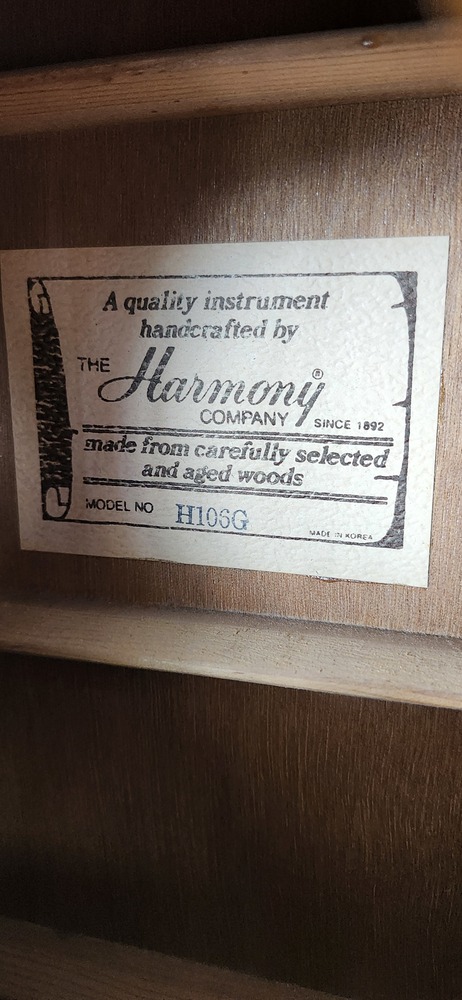 A quality instrument
handcrafted by
THE Harmony®
COMPANY SINCE 1892
made from carefully selected
and aged woods
MODEL NO H106G
MADE IN KOREA